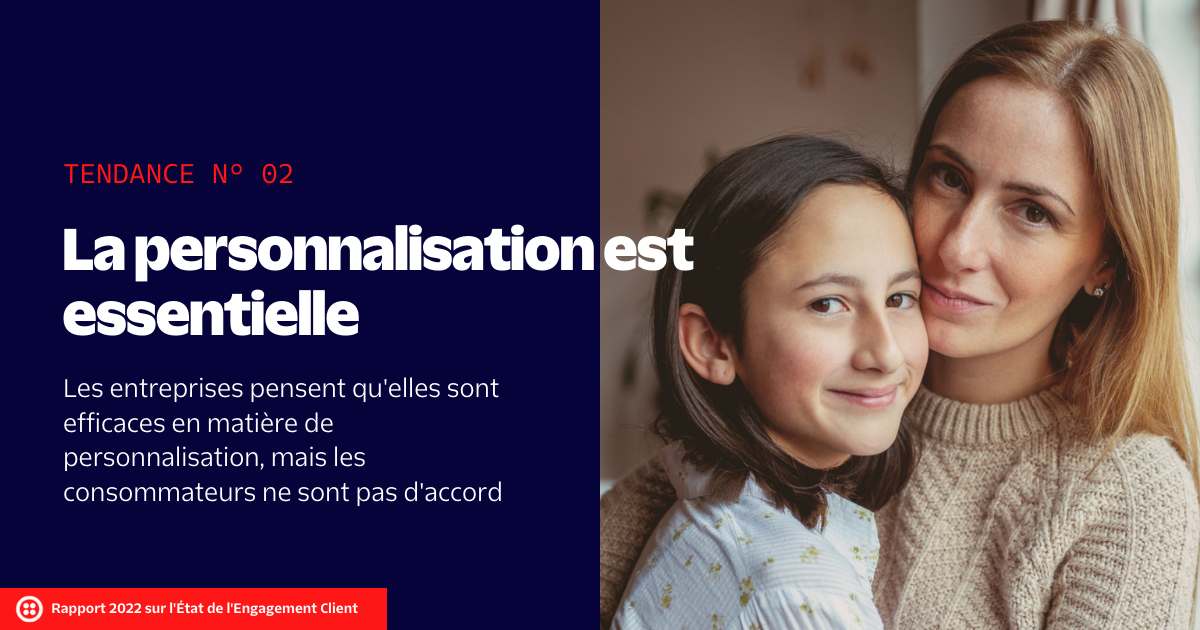 TENDANCE Nº 02
La personnalisation est
essentielle
Les entreprises pensent qu'elles sont
efficaces en matière de
personnalisation, mais les
consommateurs ne sont pas d'accord
Rapport 2022 sur l'État de l'Engagement Client